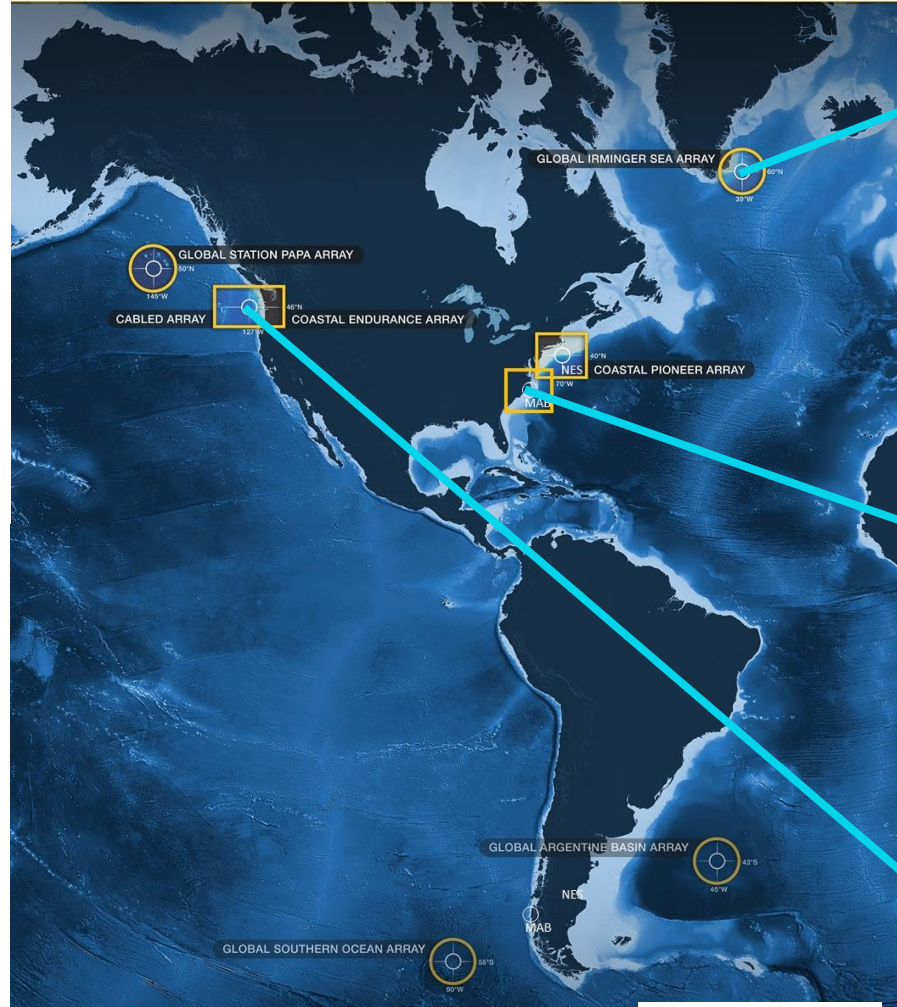 GLOBAL IRMINGER SEA ARRAY
60°N
39°W
GLOBAL STATION PAPA ARRAY
50°N
145°W
CABLED ARRAY
46°N
COASTAL ENDURANCE ARRAY
127°W
40°N
NES
COASTAL PIONEER ARRAY
70°W
MAB
GLOBAL ARGENTINE BASIN ARRAY
43°S
45°W
NES
MAB
GLOBAL SOUTHERN OCEAN ARRAY
55°S
90°W